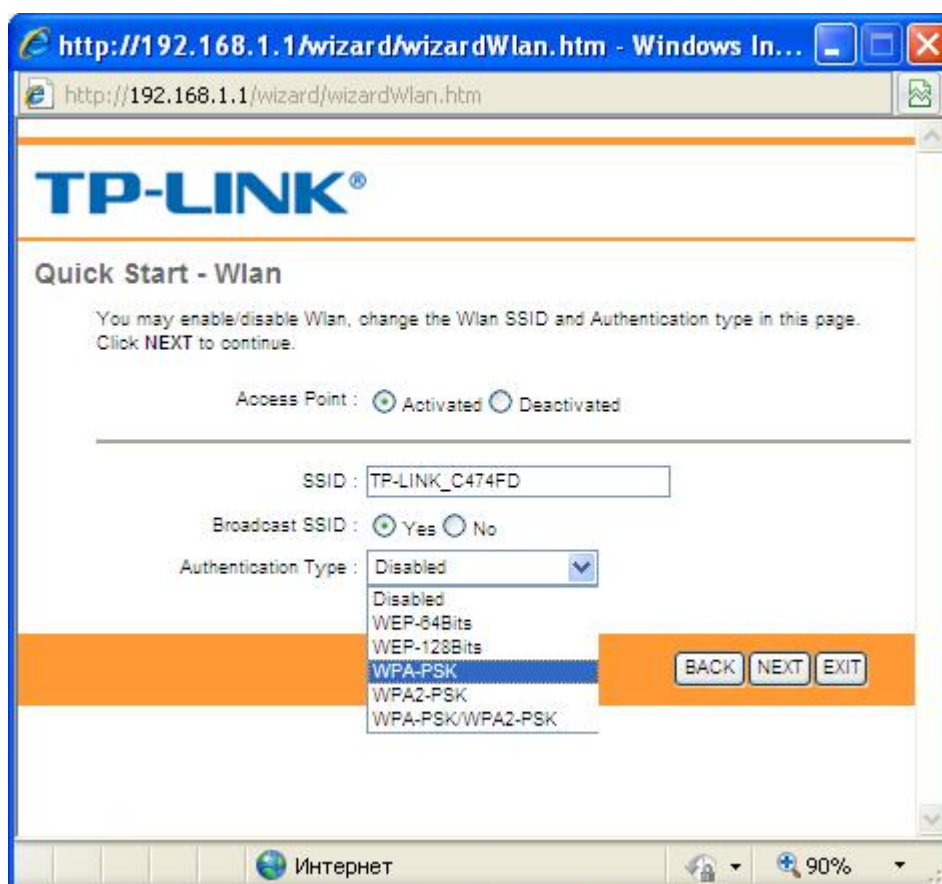 http://192.168.1.1/wizard/wizardWlan.htm - Windows In...
http://192.168.1.1/wizard/wizardWlan.htm
TP-LINK®
Quick Start - Wlan
You may enable/disable Wlan, change the Wlan SSID and Authentication type in this page.
Click NEXT to continue.
Access Point : Activated Deactivated
SSID : TP-LINK_C474FD
Broadcast SSID : Yes No
Authentication Type : Disabled
Disabled
WEP-64Bits
WEP-128Bits
WPA-PSK
WPA2-PSK
WPA-PSK/WPA2-PSK
BACK NEXT EXIT
Интернет 90%